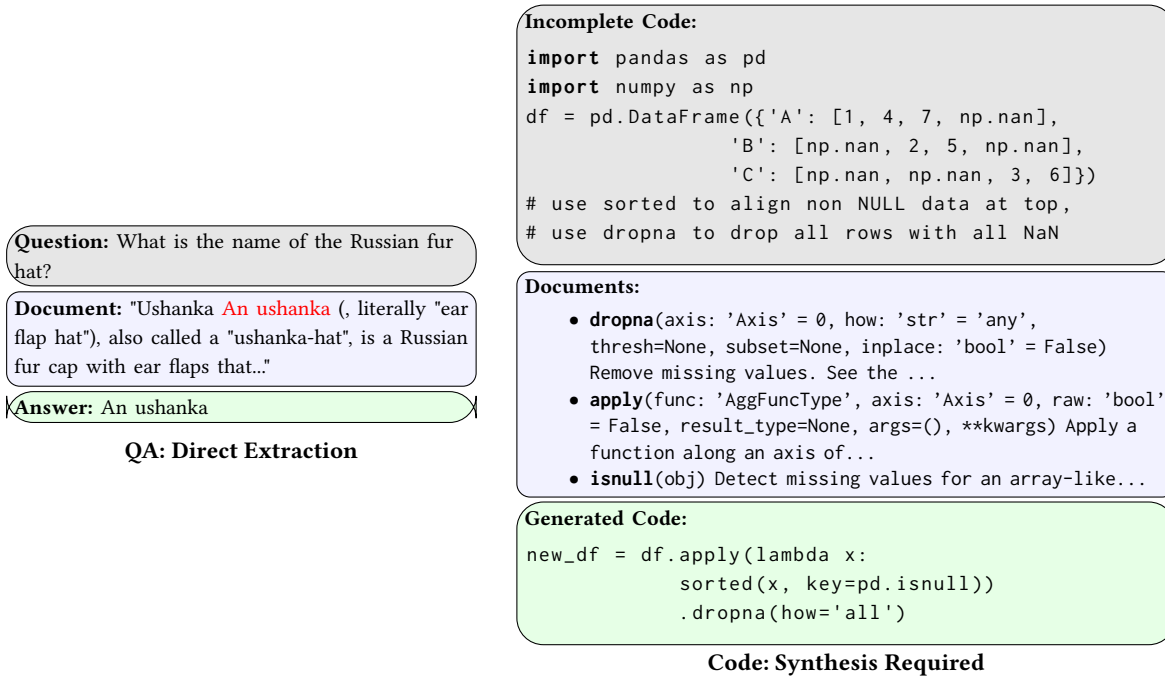 Question: What is the name of the Russian fur
hat?
Document: "Ushanka An ushanka (, literally "ear
flap hat"), also called a "ushanka-hat", is a Russian
fur cap with ear flaps that..."
Answer: An ushanka
QA: Direct Extraction
Incomplete Code:
import pandas as pd
import numpy as np
df = pd.DataFrame({'A': [1, 4, 7, np.nan],
'B': [np.nan, 2, 5, np.nan],
'C': [np.nan, np.nan, 3, 6]})
# use sorted to align non NULL data at top,
# use dropna to drop all rows with all NaN
Documents:
• dropna(axis: ’Axis’ = 0, how: ’str’ = ’any’,
thresh=None, subset=None, inplace: ’bool’ = False)
Remove missing values. See the ...
• apply(func: ’AggFuncType’, axis: ’Axis’ = 0, raw: ’bool’
= False, result_type=None, args=(), **kwargs) Apply a
function along an axis of...
• isnull(obj) Detect missing values for an array-like...
Generated Code:
new_df = df.apply(lambda x:
sorted(x, key=pd.isnull))
.dropna(how='all')
Code: Synthesis Required